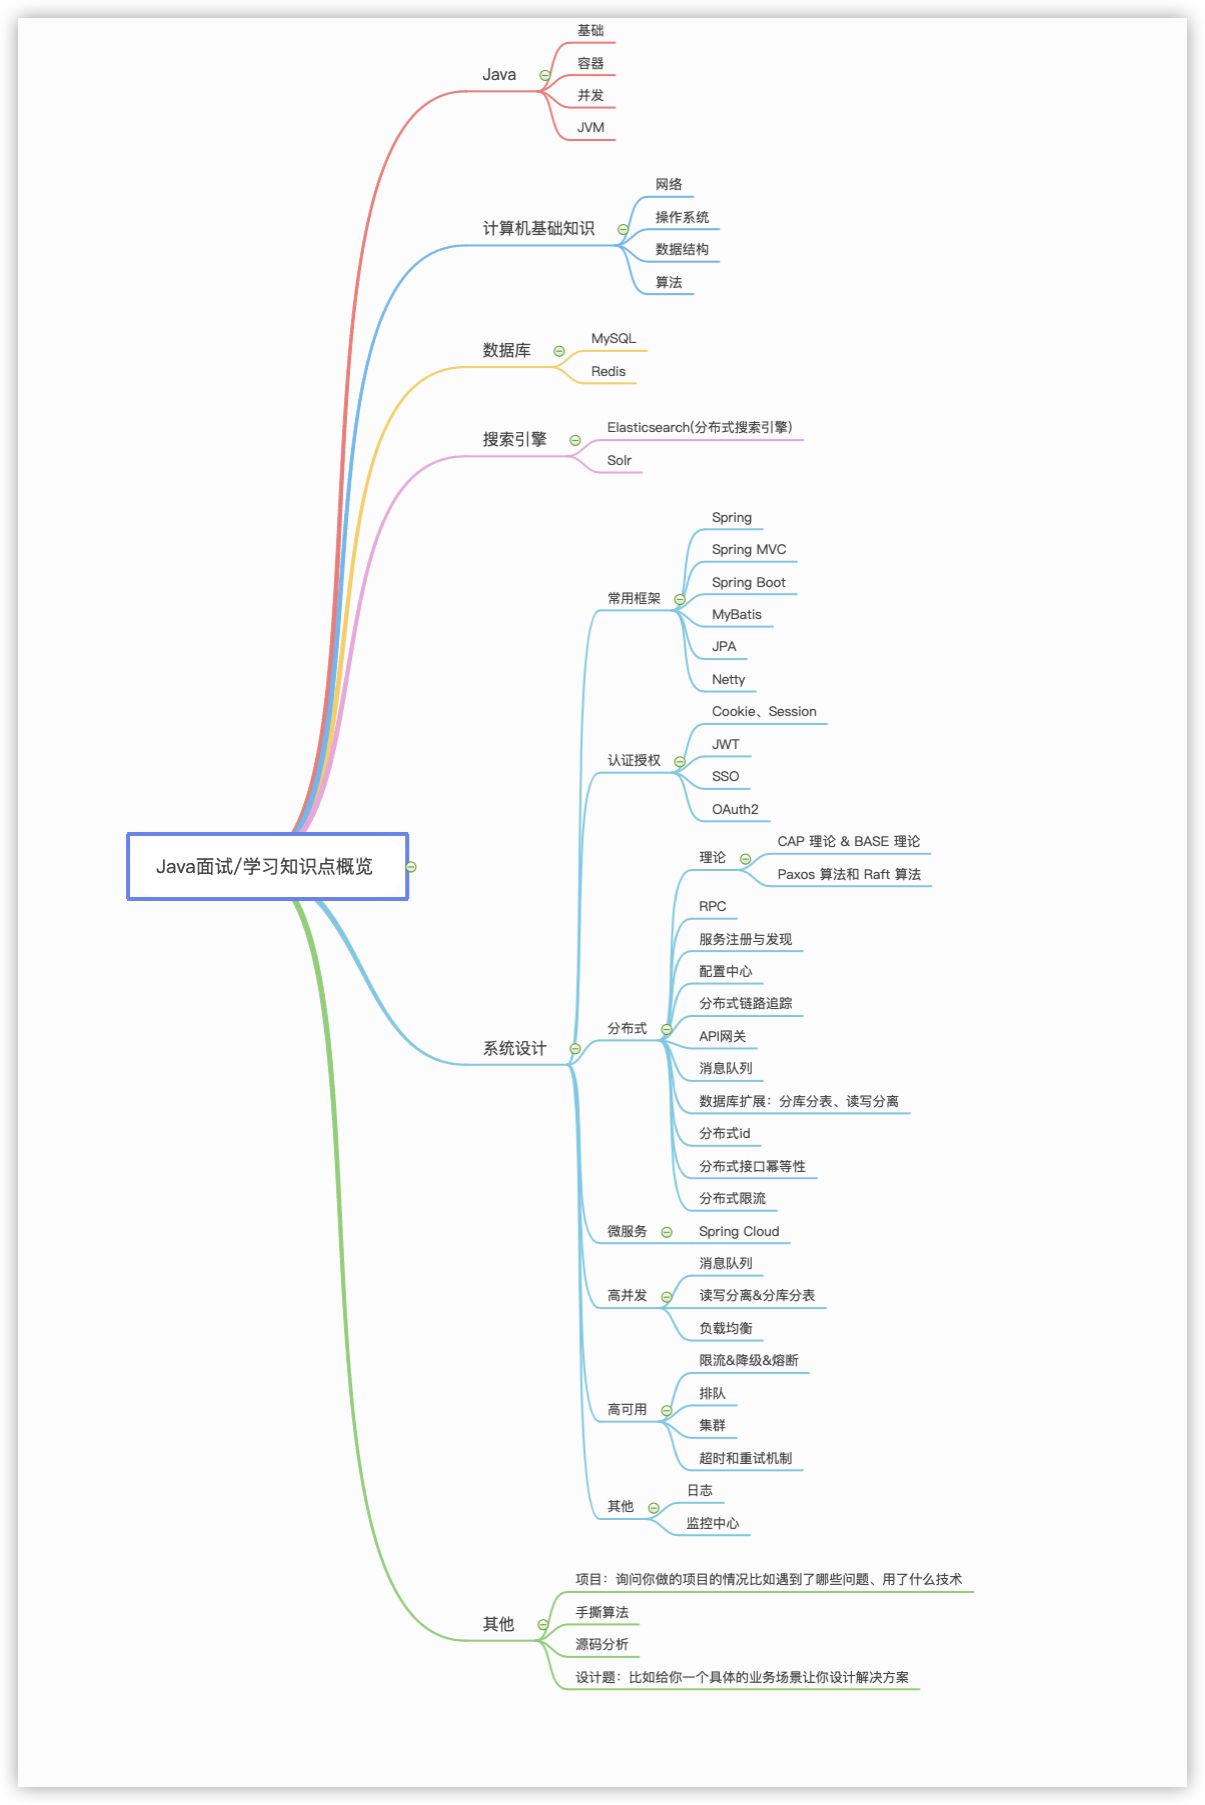 基础
Java
容器
并发
JVM
网络
计算机基础知识
操作系统
数据结构
算法
MySQL
数据库
Redis
Elasticsearch(分布式搜索引擎)
搜索引擎
Solr
Spring
Spring MVC
Spring Boot
常用框架
MyBatis
JPA
Netty
Cookie、Session
JWT
认证授权
SSO
OAuth2
CAP 理论 & BASE 理论
理论
Paxos 算法和 Raft 算法
Java面试/学习知识点概览
RPC
服务注册与发现
配置中心
分布式链路追踪
分布式
API网关
系统设计
消息队列
数据库扩展：分库分表、读写分离
分布式id
分布式接口幂等性
分布式限流
微服务
Spring Cloud
消息队列
高并发
读写分离&分库分表
负载均衡
限流&降级&熔断
排队
高可用
集群
超时和重试机制
日志
其他
监控中心
项目：询问你做的项目的情况比如遇到了哪些问题、用了什么技术
手撕算法
其他
源码分析
设计题：比如给你一个具体的业务场景让你设计解决方案